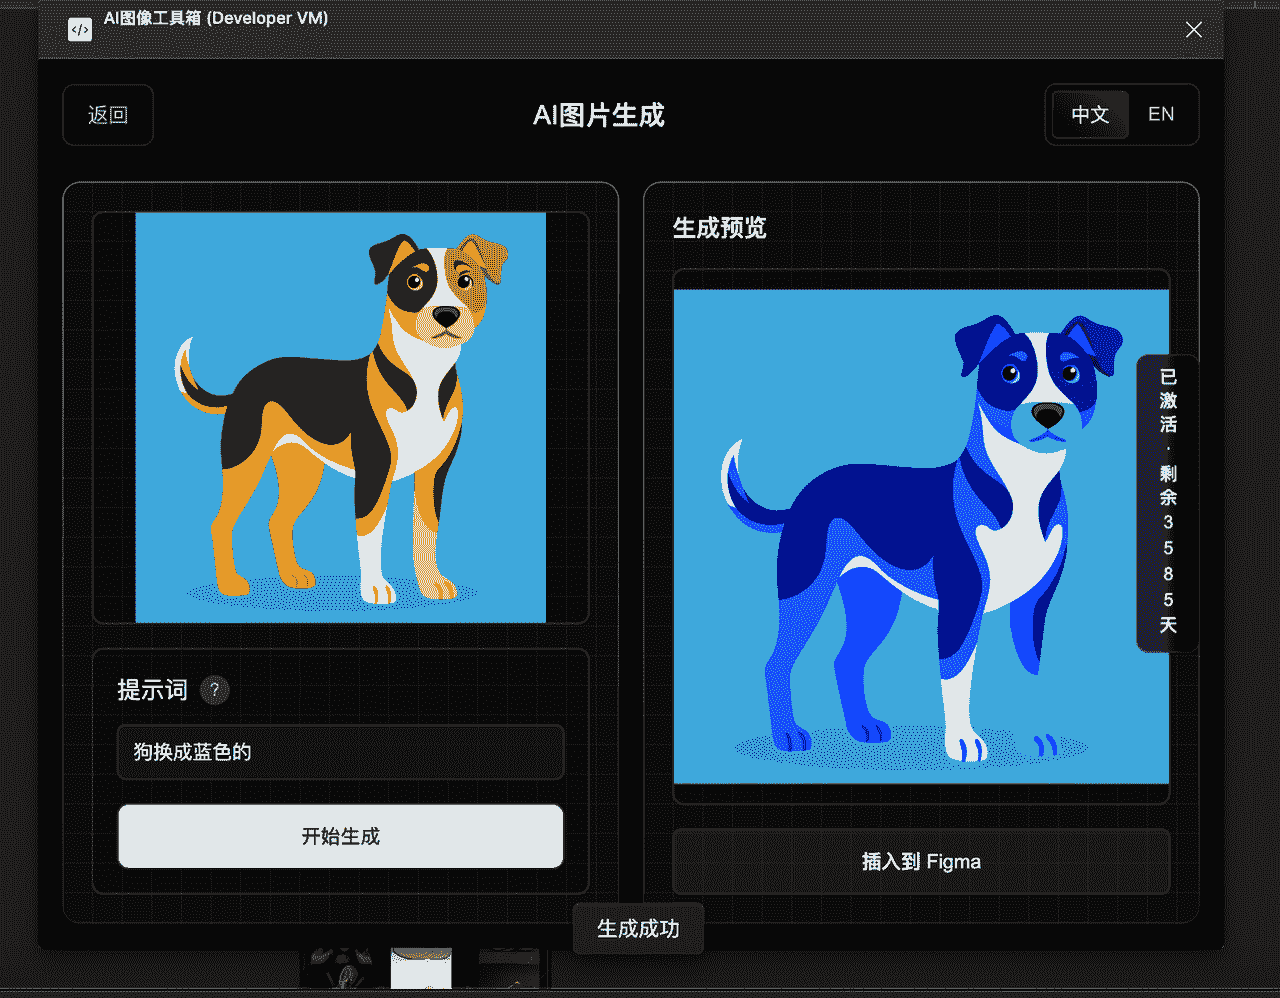 AI图像工具箱 (Developer VM)
返回
AI图片生成
中文
EN
生成预览
已激活·剩余35855天
提示词
?
狗换成蓝色的
开始生成
插入到 Figma
生成成功